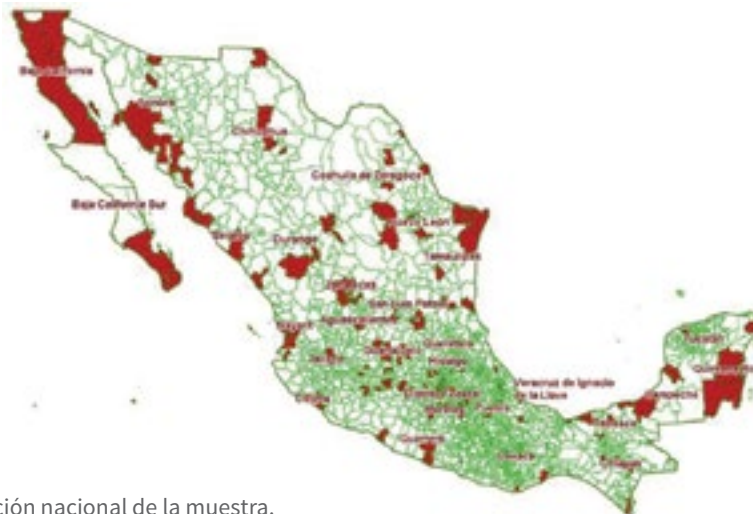 Baja California
Sonora
Chihuahua
Coahuila de Zaragoza
Baja California Sur
Nuevo León
Sinaloa
Durango
Tamaulipas
Zacatecas
San Luis Potosí
Aguascalientes
Nayarit
Yucatán
Guanajuato
Querétaro
Quintana Roo
Jalisco
Hidalgo
Veracruz de Ignacio
de la Llave
Campeche
Colima
Morelos
Puebla
Tabasco
Guerrero
Oaxaca
Chiapas
ción nacional de la muestra.